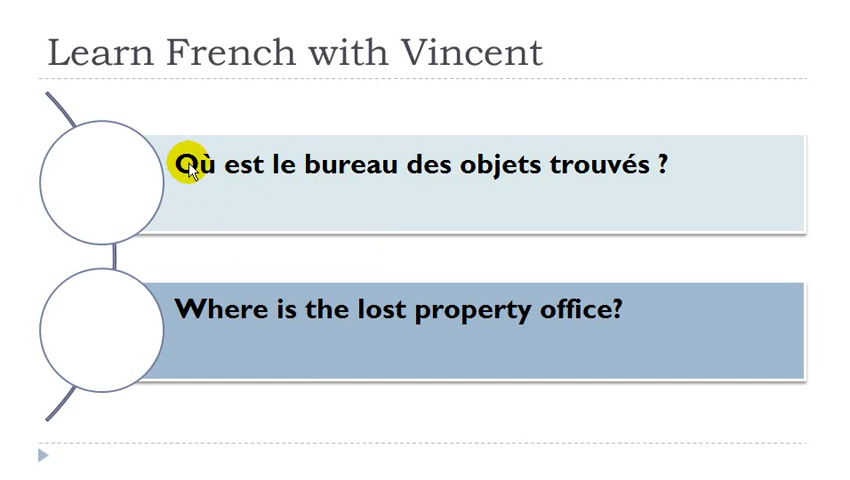 Learn French with Vincent
Où est le bureau des objets trouvés ?
Where is the lost property office?